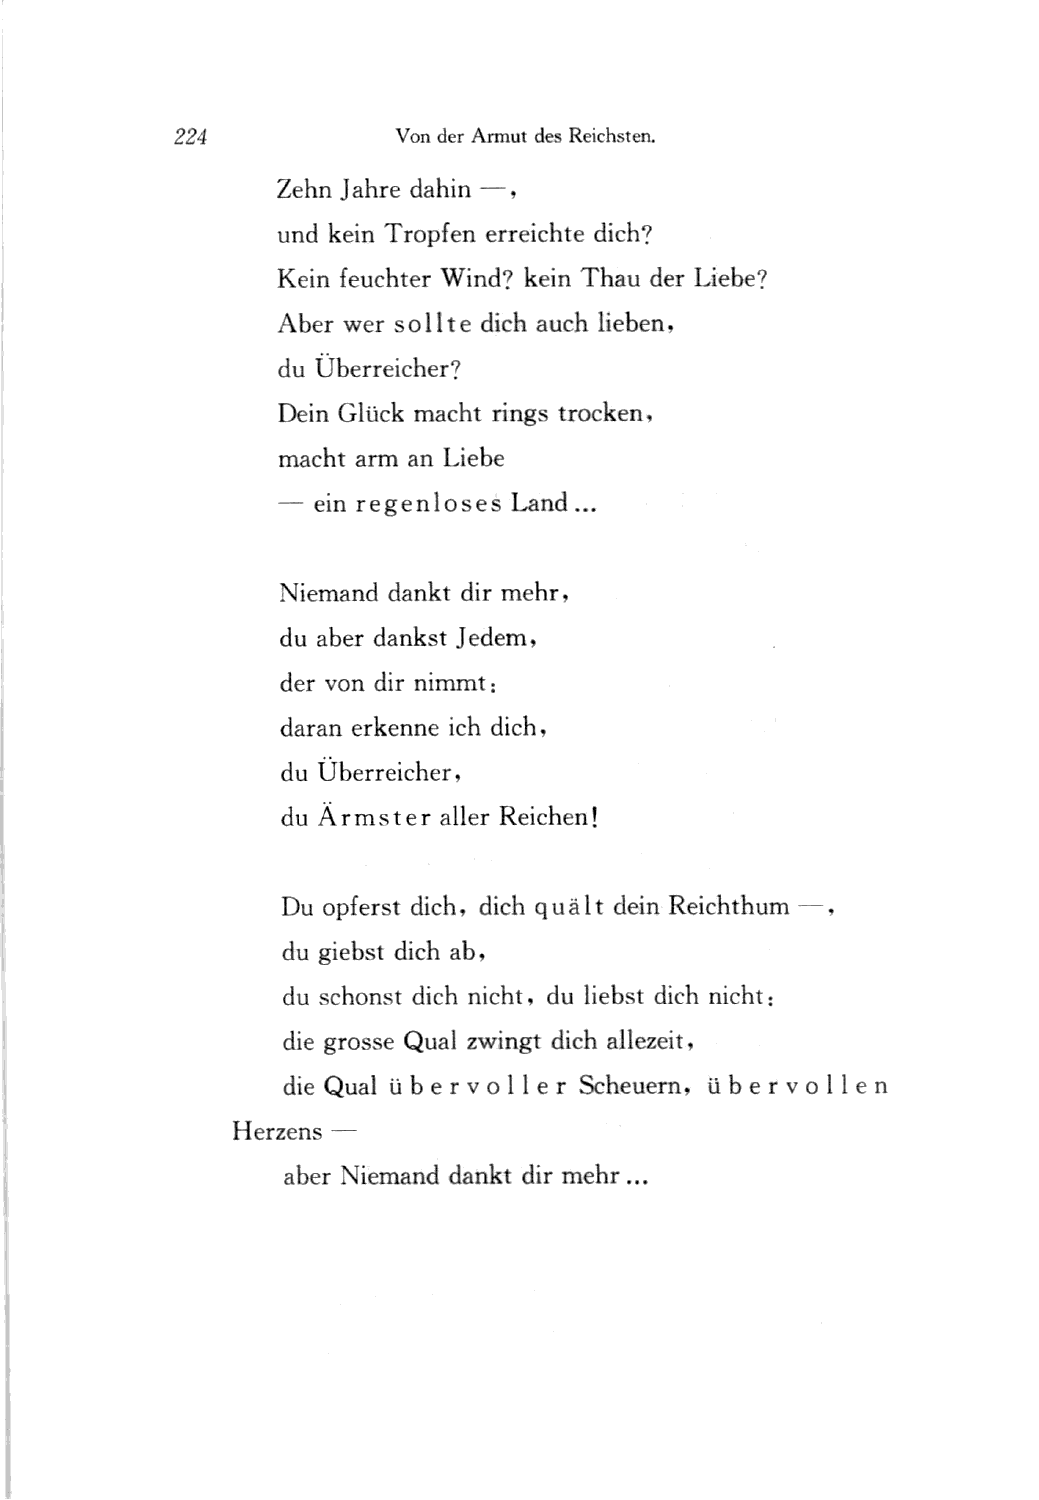 224 Von der Armut des Reichsten.
Zehn Jahre dahin —,
und kein Tropfen erreichte dich?
Kein feuchter Wind? kein Thau der Liebe?
Aber wer sollte dich auch lieben,
du Überreicher?
Dein Glück macht rings trocken,
macht arm an Liebe
— ein regenloses Land...
Niemand dankt dir mehr,
du aber dankst Jedem,
der von dir nimmt:
daran erkenne ich dich,
du Überreicher,
du Ärmster aller Reichen!
Du opferst dich, dich quält dein Reichthum —,
du giebst dich ab,
du schonst dich nicht, du liebst dich nicht:
die grosse Qual zwingt dich allezeit,
die Qual übervoller Scheuern, übervollen
Herzens —
aber Niemand dankt dir mehr...